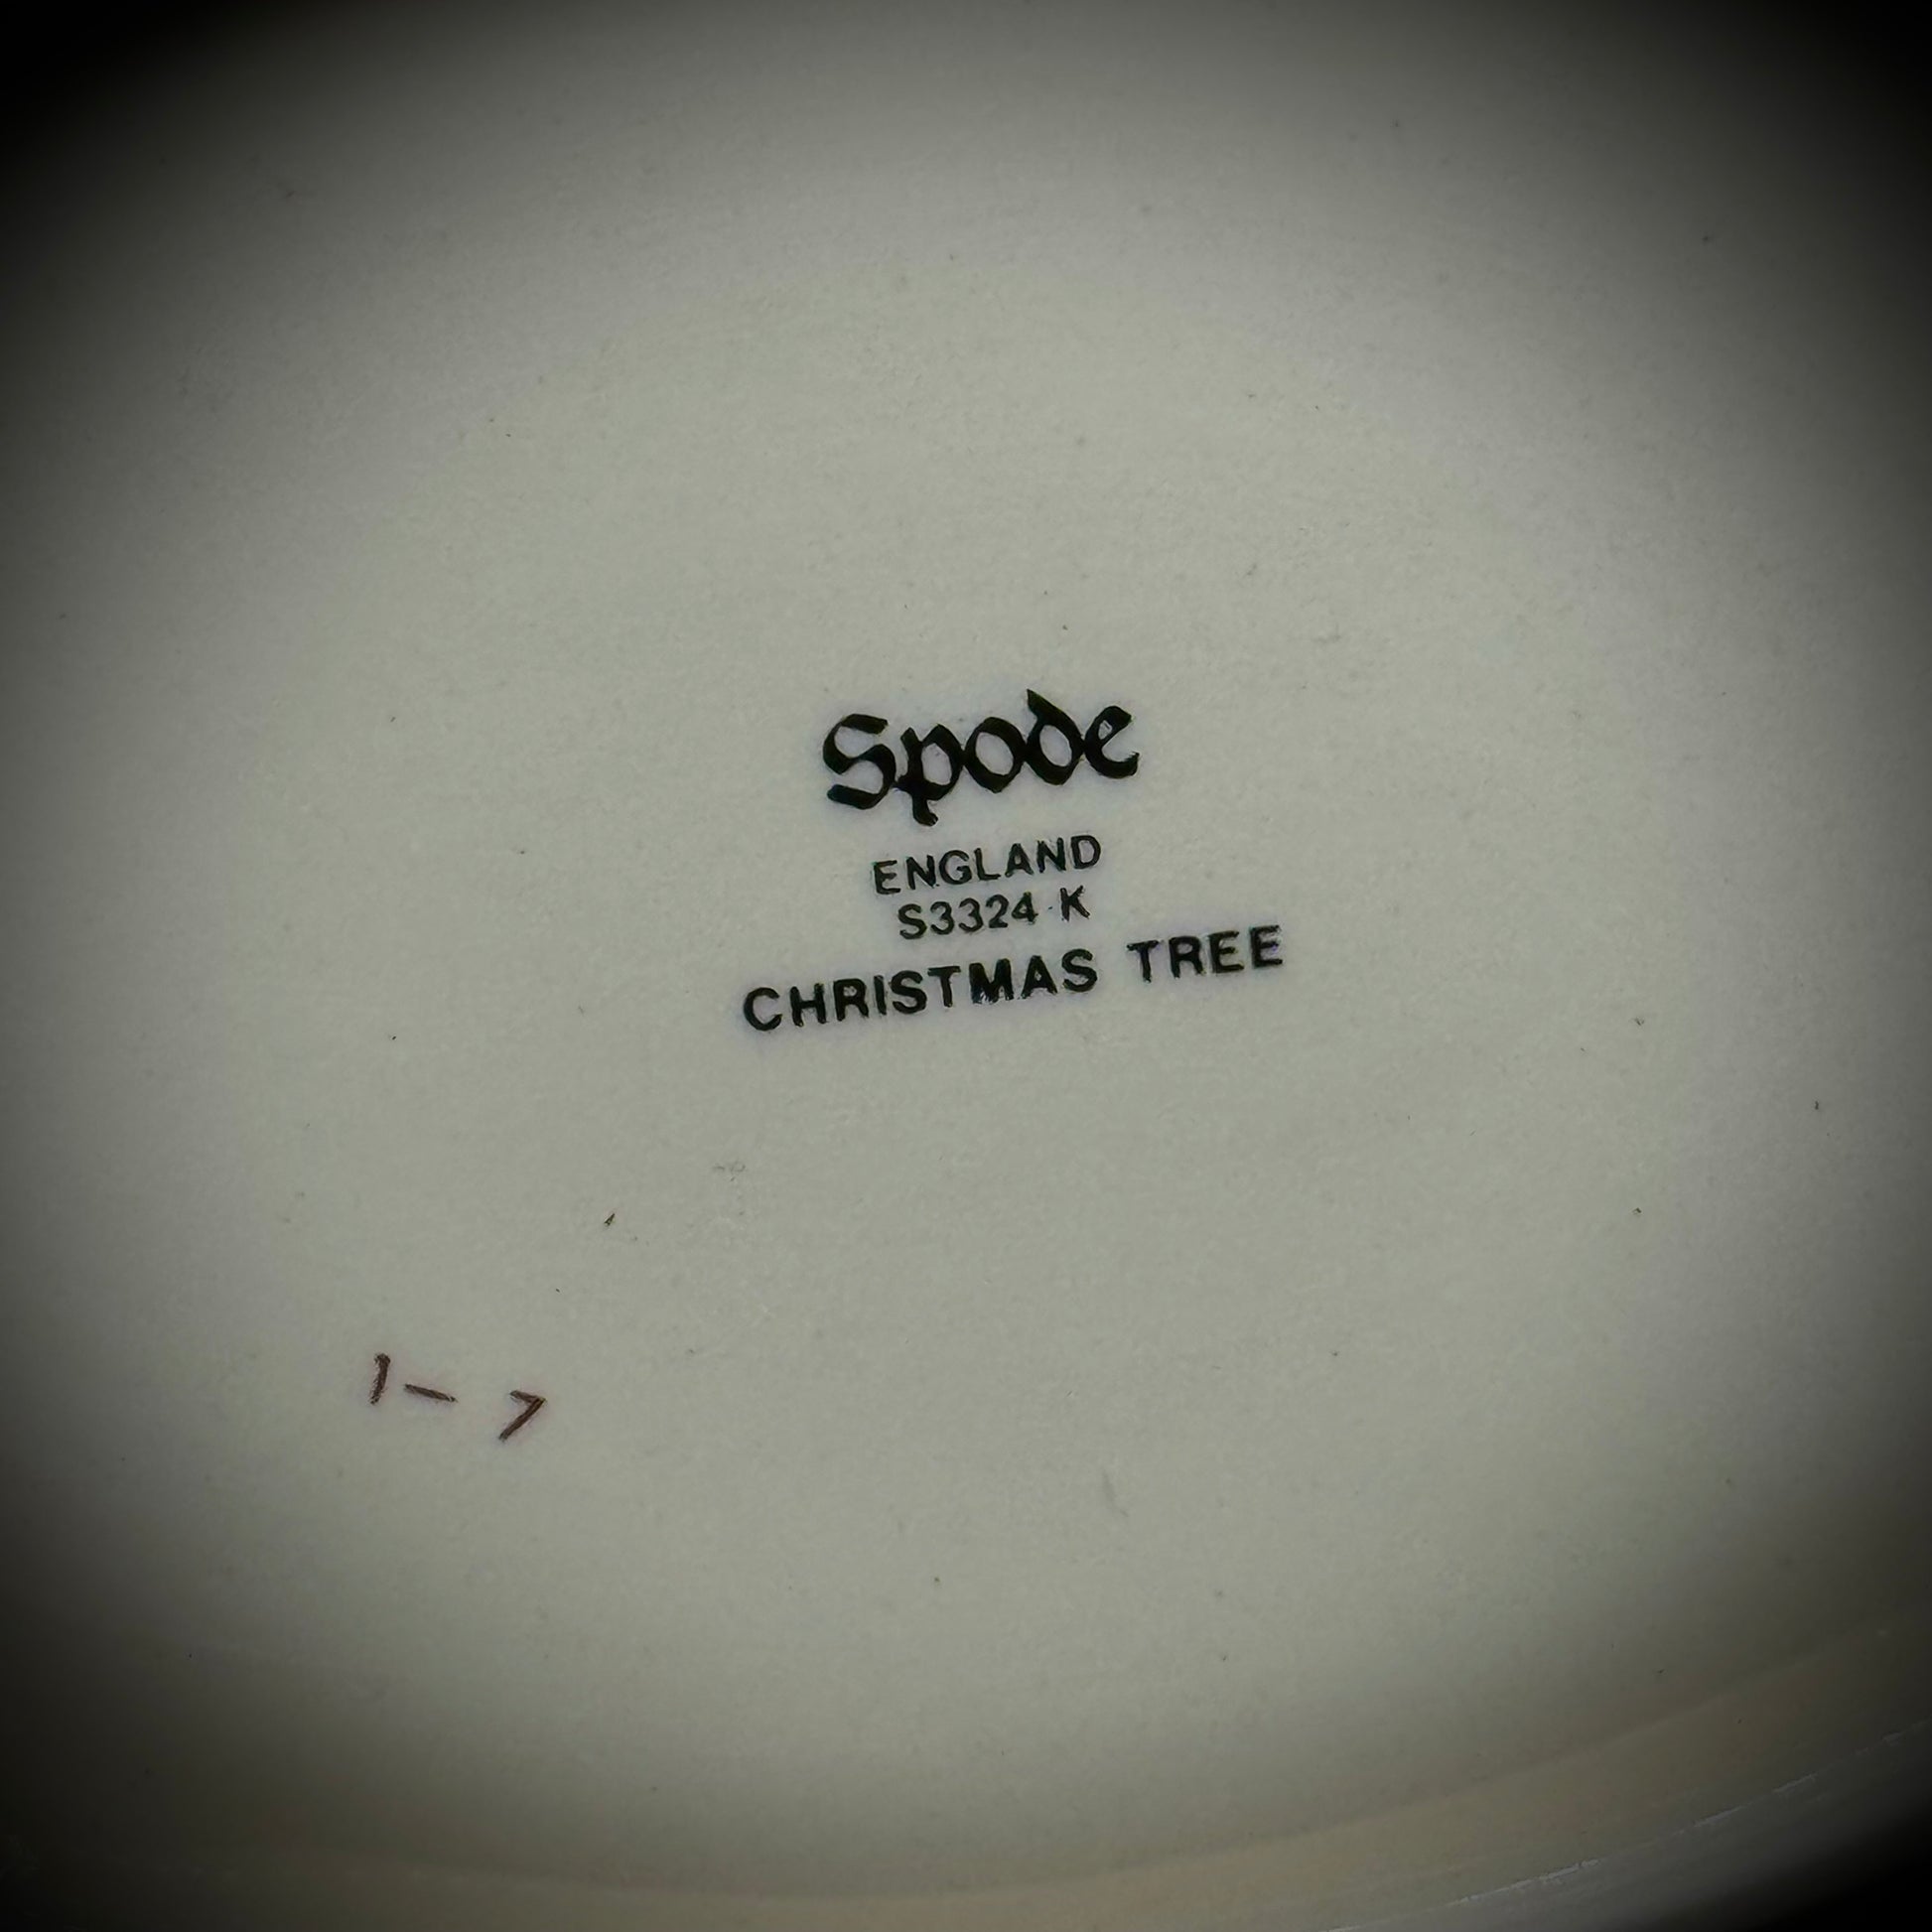 Spode
ENGLAND
S3324 K
CHRISTMAS TREE
1- 7